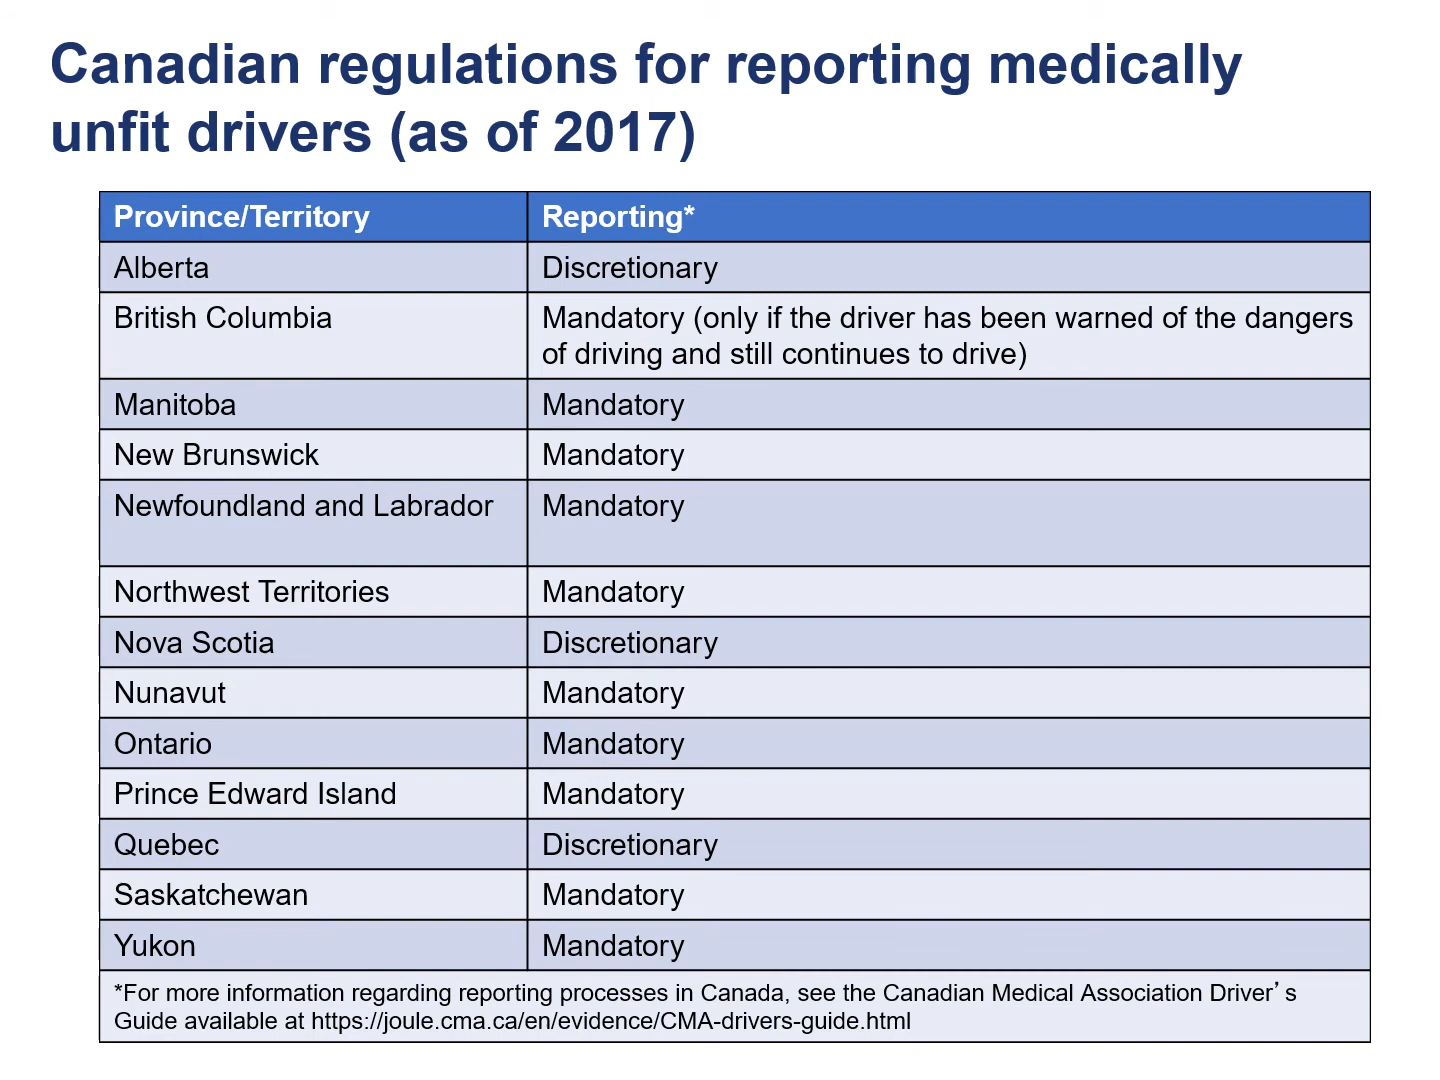 Canadian regulations for reporting medically
unfit drivers (as of 2017)
Province/Territory Reporting*
Alberta Discretionary
British Columbia Mandatory (only if the driver has been warned of the dangers
of driving and still continues to drive)
Manitoba Mandatory
New Brunswick Mandatory
Newfoundland and Labrador Mandatory
Northwest Territories Mandatory
Nova Scotia Discretionary
Nunavut Mandatory
Ontario Mandatory
Prince Edward Island Mandatory
Quebec Discretionary
Saskatchewan Mandatory
Yukon Mandatory
*For more information regarding reporting processes in Canada, see the Canadian Medical Association Driver’s
Guide available at https://joule.cma.ca/en/evidence/CMA-drivers-guide.html